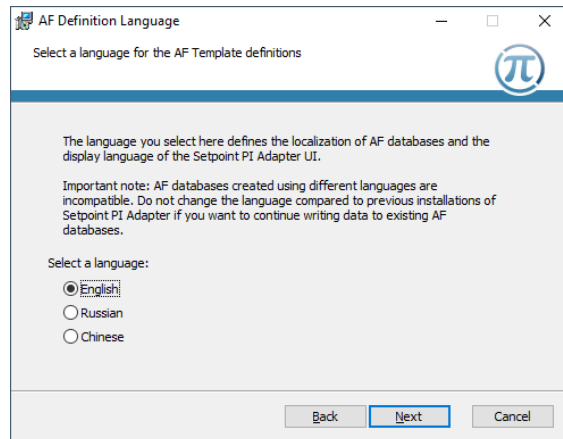 AF Definition Language
Select a language for the AF Template definitions
π
The language you select here defines the localization of AF databases and the
display language of the Setpoint PI Adapter UI.
Important note: AF databases created using different languages are
incompatible. Do not change the language compared to previous installations of
Setpoint PI Adapter if you want to continue writing data to existing AF
databases.
Select a language:
English
Russian
Chinese
Back Next Cancel